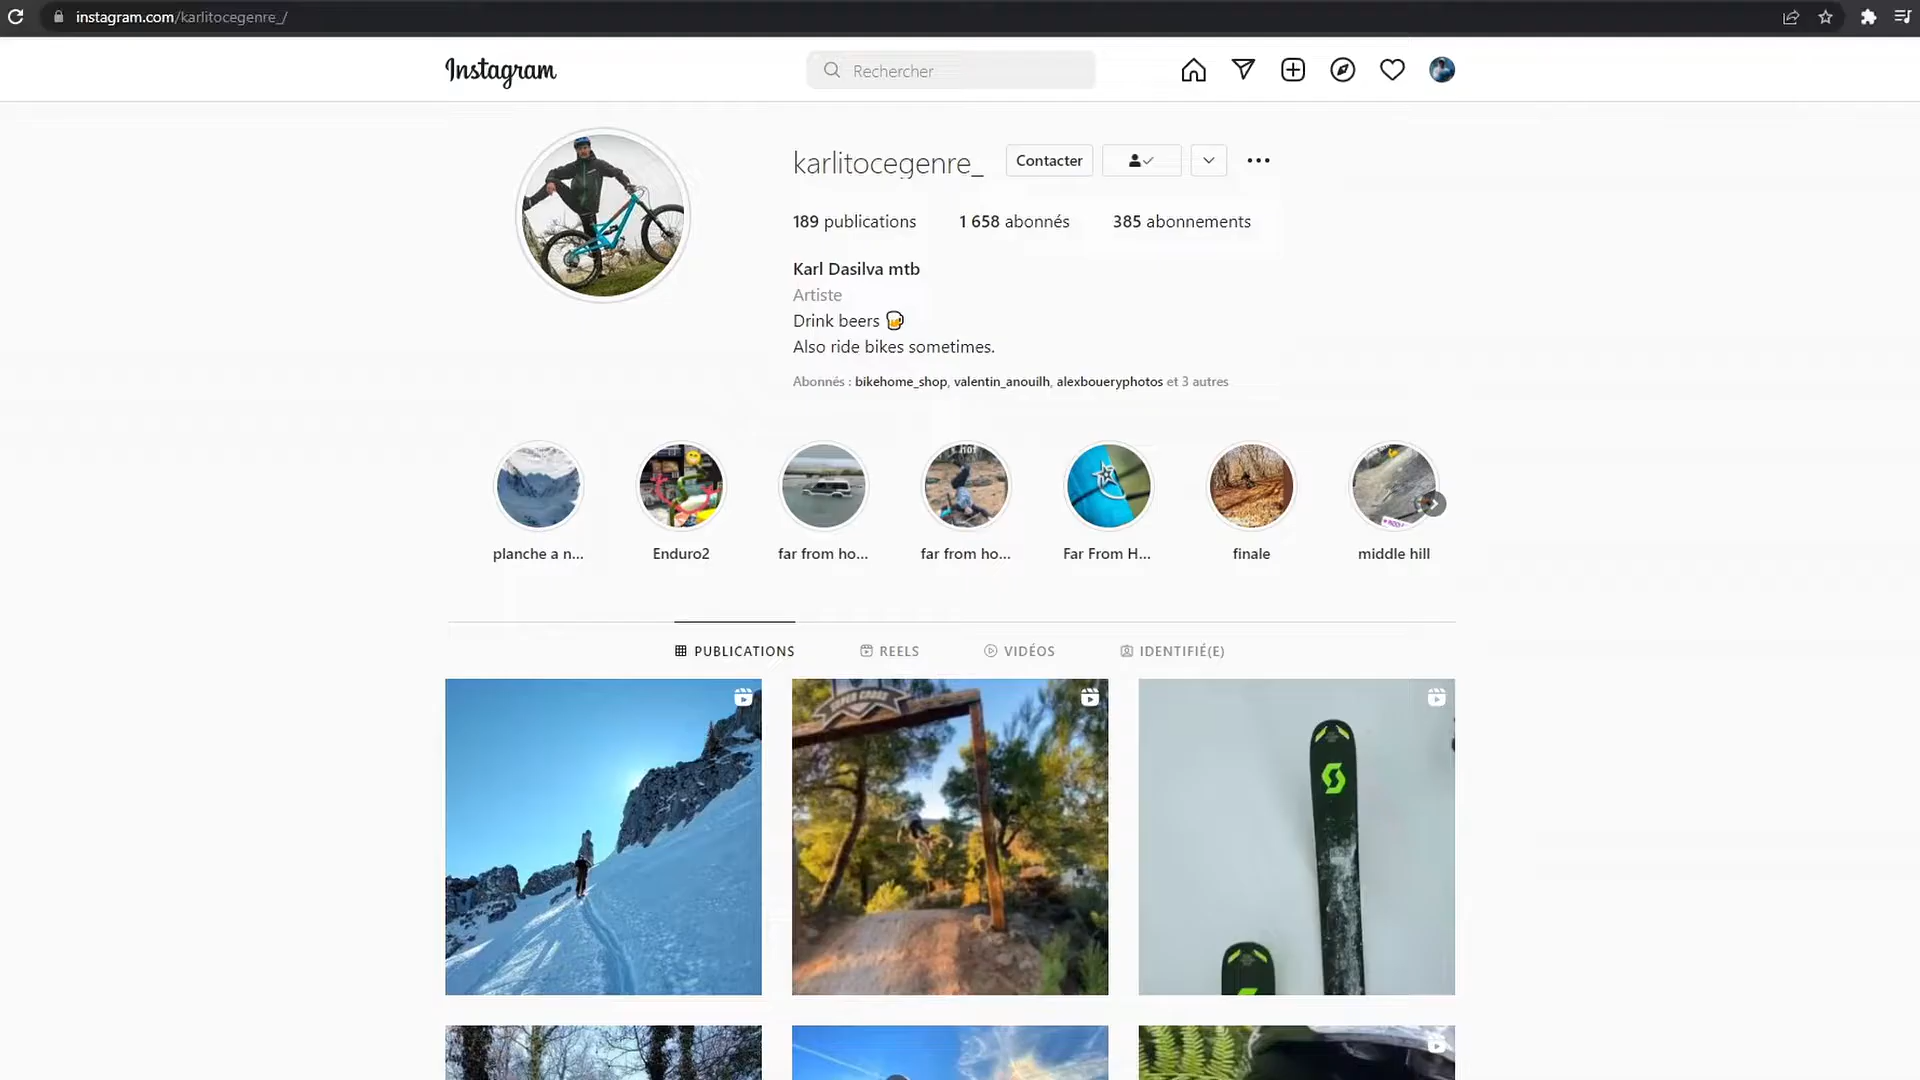 instagram.com/karlitocegenre_/
Instagram
Rechercher
karlitocegenre_
Contacter
189 publications
1 658 abonnés
385 abonnements
Karl Dasilva mtb
Artiste
Drink beers 🍺
Also ride bikes sometimes.
Abonnés : bikehome_shop, valentin_anouilh, alexboueryphotos et 3 autres
planche a n...
Enduro2
far from ho...
far from ho...
Far From H...
finale
middle hill
PUBLICATIONS
REELS
VIDÉOS
IDENTIFIÉ(E)